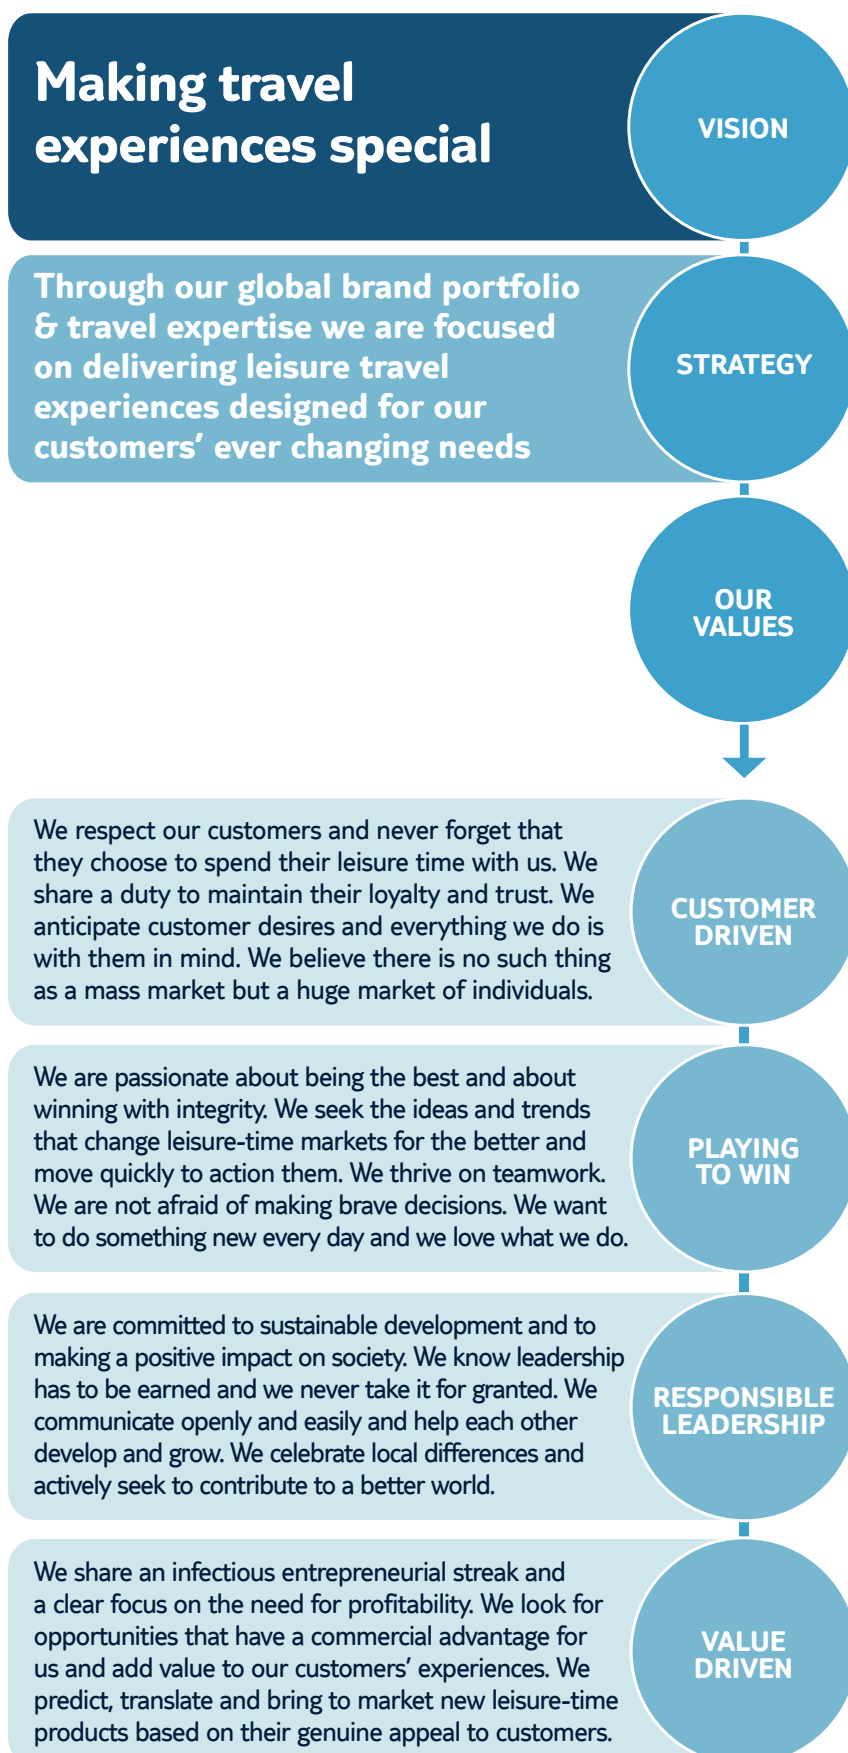 Making travel
experiences special
VISION
Through our global brand portfolio
& travel expertise we are focused
on delivering leisure travel
experiences designed for our
customers’ ever changing needs
STRATEGY
OUR
VALUES
We respect our customers and never forget that
they choose to spend their leisure time with us. We
share a duty to maintain their loyalty and trust. We
anticipate customer desires and everything we do is
with them in mind. We believe there is no such thing
as a mass market but a huge market of individuals.
CUSTOMER
DRIVEN
We are passionate about being the best and about
winning with integrity. We seek the ideas and trends
that change leisure-time markets for the better and
move quickly to action them. We thrive on teamwork.
We are not afraid of making brave decisions. We want
to do something new every day and we love what we do.
PLAYING
TO WIN
We are committed to sustainable development and to
making a positive impact on society. We know leadership
has to be earned and we never take it for granted. We
communicate openly and easily and help each other
develop and grow. We celebrate local differences and
actively seek to contribute to a better world.
RESPONSIBLE
LEADERSHIP
We share an infectious entrepreneurial streak and
a clear focus on the need for profitability. We look for
opportunities that have a commercial advantage for
us and add value to our customers’ experiences. We
predict, translate and bring to market new leisure-time
products based on their genuine appeal to customers.
VALUE
DRIVEN